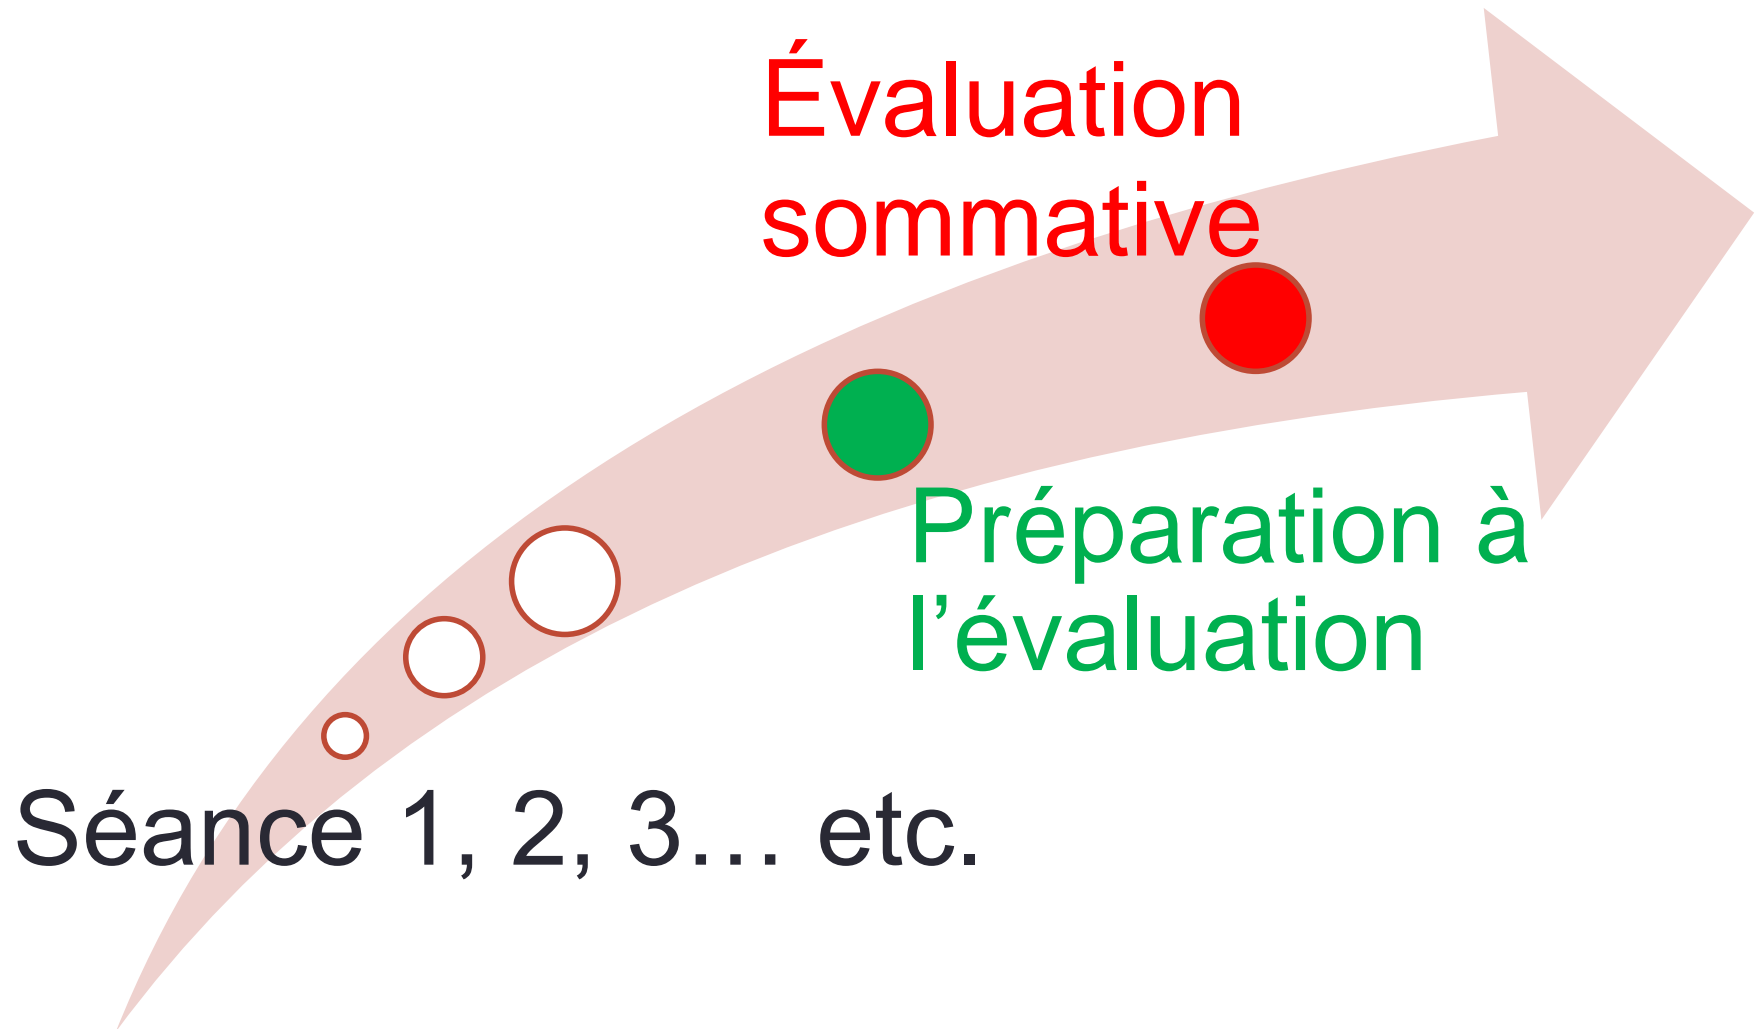 Évaluation
sommative
Préparation à
l’évaluation
Séance 1, 2, 3… etc.